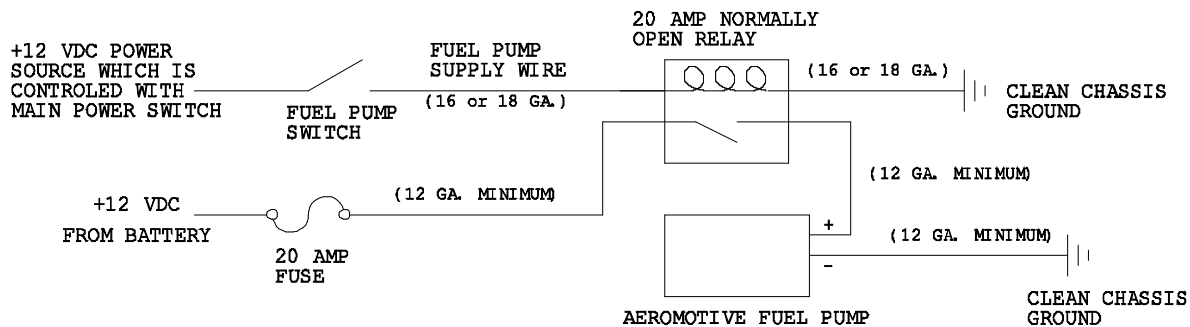 20 AMP NORMALLY
OPEN RELAY
+12 VDC POWER
SOURCE WHICH IS
CONTROLED WITH
MAIN POWER SWITCH
FUEL PUMP
SWITCH
FUEL PUMP
SUPPLY WIRE
(16 or 18 GA.)
(16 or 18 GA.)
CLEAN CHASSIS
GROUND
(12 GA. MINIMUM)
+12 VDC
FROM BATTERY
20 AMP
FUSE
(12 GA. MINIMUM)
+
-
(12 GA. MINIMUM)
AEROMOTIVE FUEL PUMP
CLEAN CHASSIS
GROUND